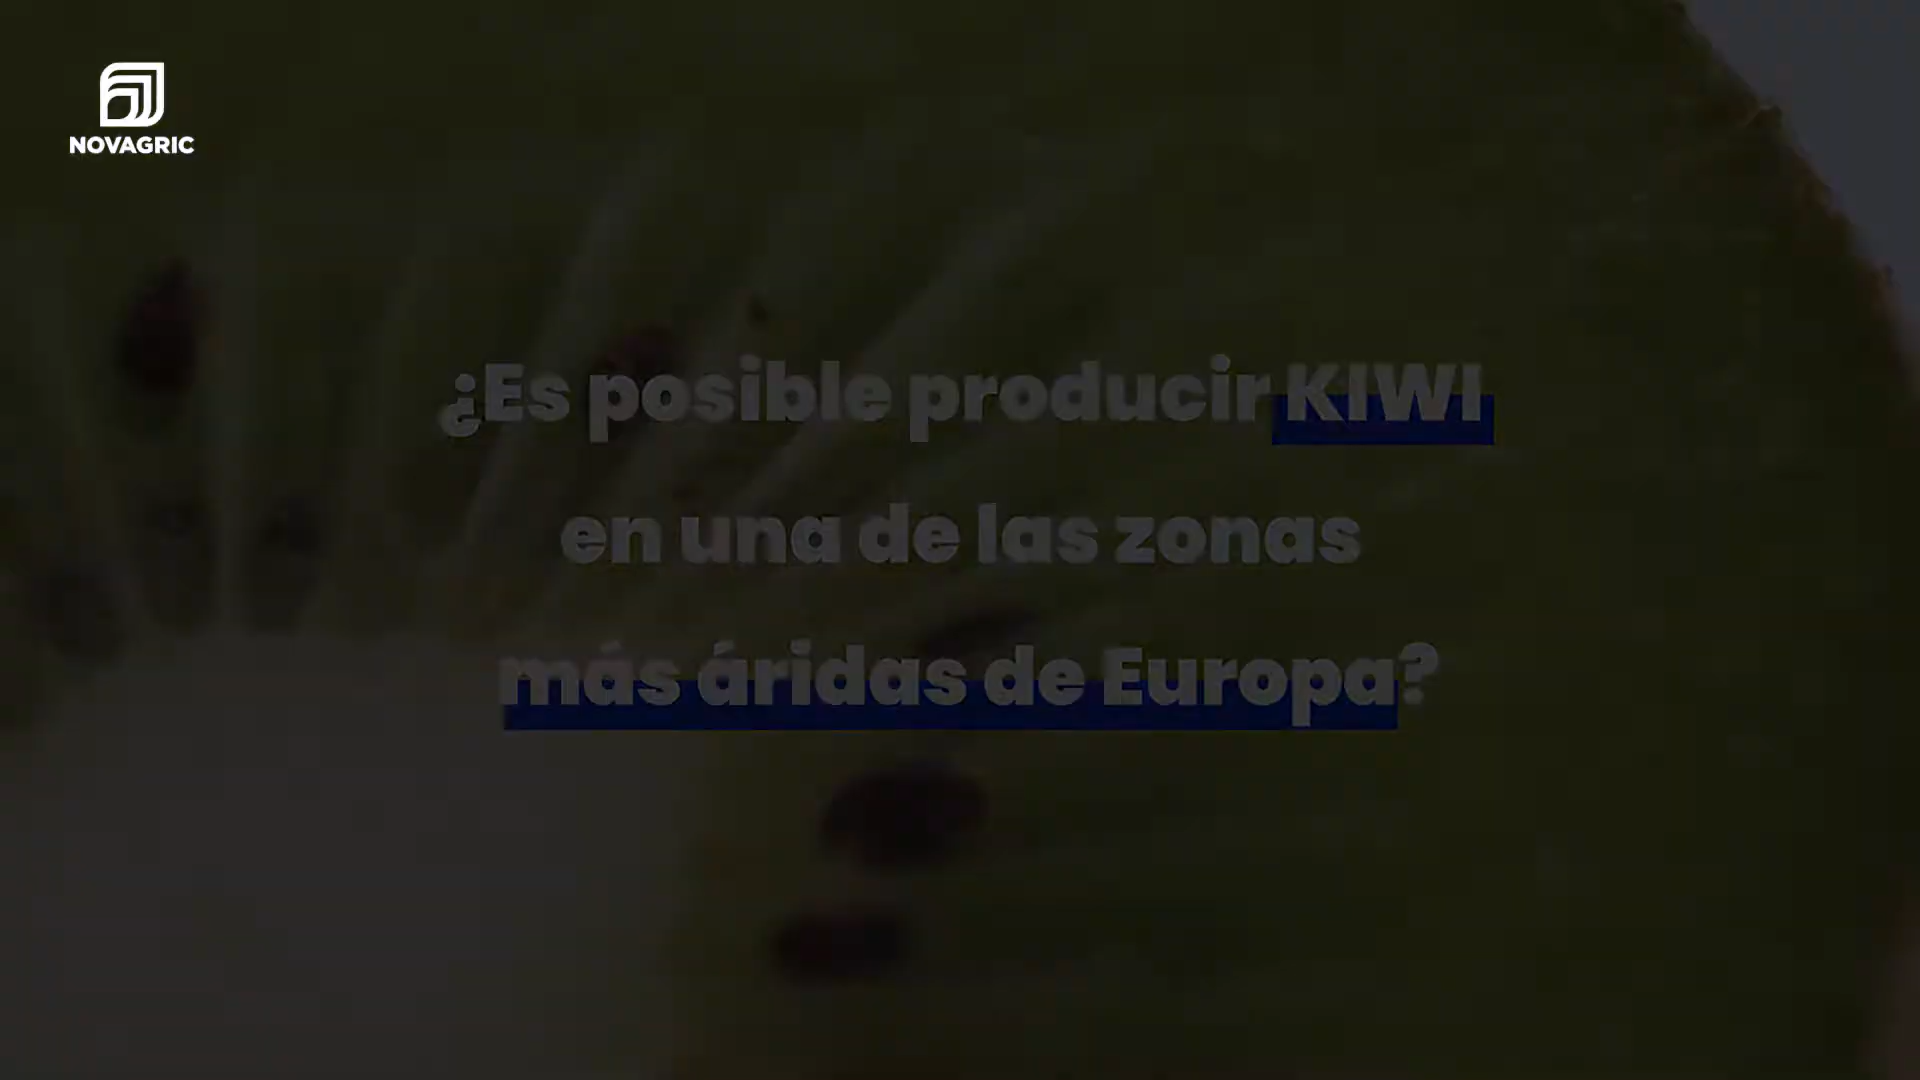 NOVAGRIC
¿Es posible producir KIWI
en una de las zonas
más áridas de Europa?